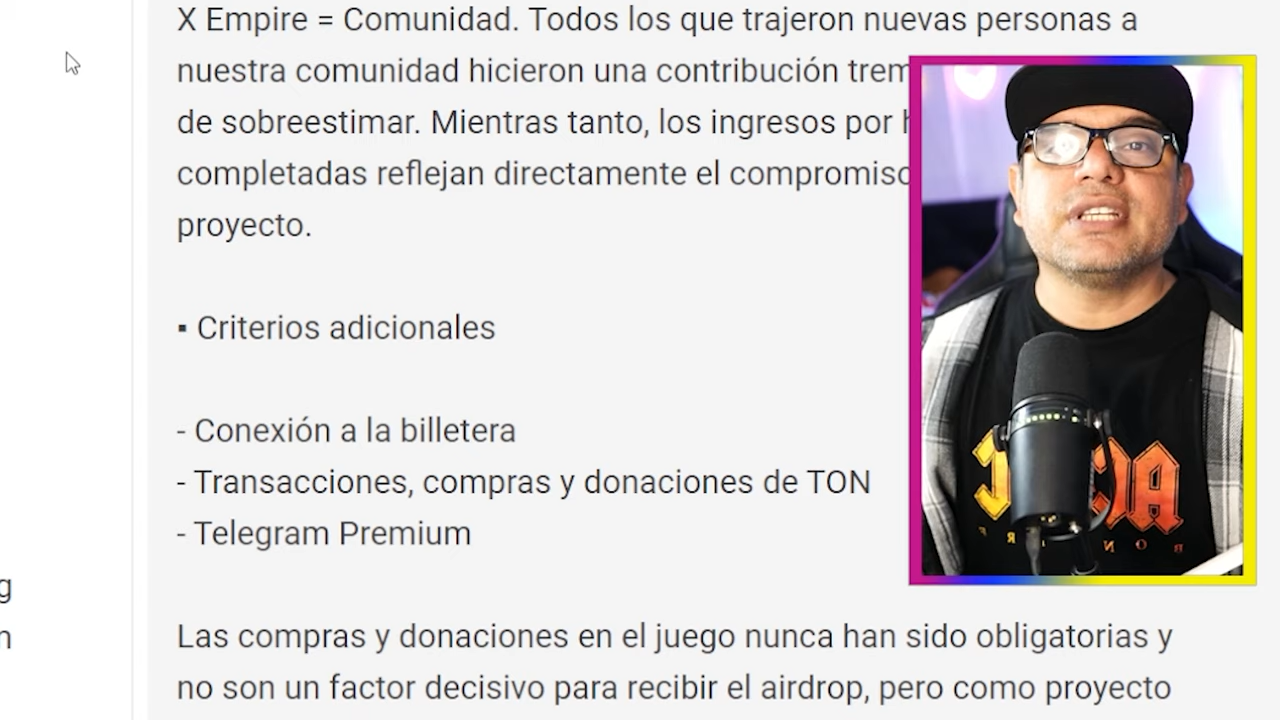 X Empire = Comunidad. Todos los que trajeron nuevas personas a
nuestra comunidad hicieron una contribución
de sobreestimar. Mientras tanto, los ingresos por
completadas reflejan directamente el compromiso
proyecto.
▪ Criterios adicionales
- Conexión a la billetera
- Transacciones, compras y donaciones de TON
- Telegram Premium
Las compras y donaciones en el juego nunca han sido obligatorias y
no son un factor decisivo para recibir el airdrop, pero como proyecto